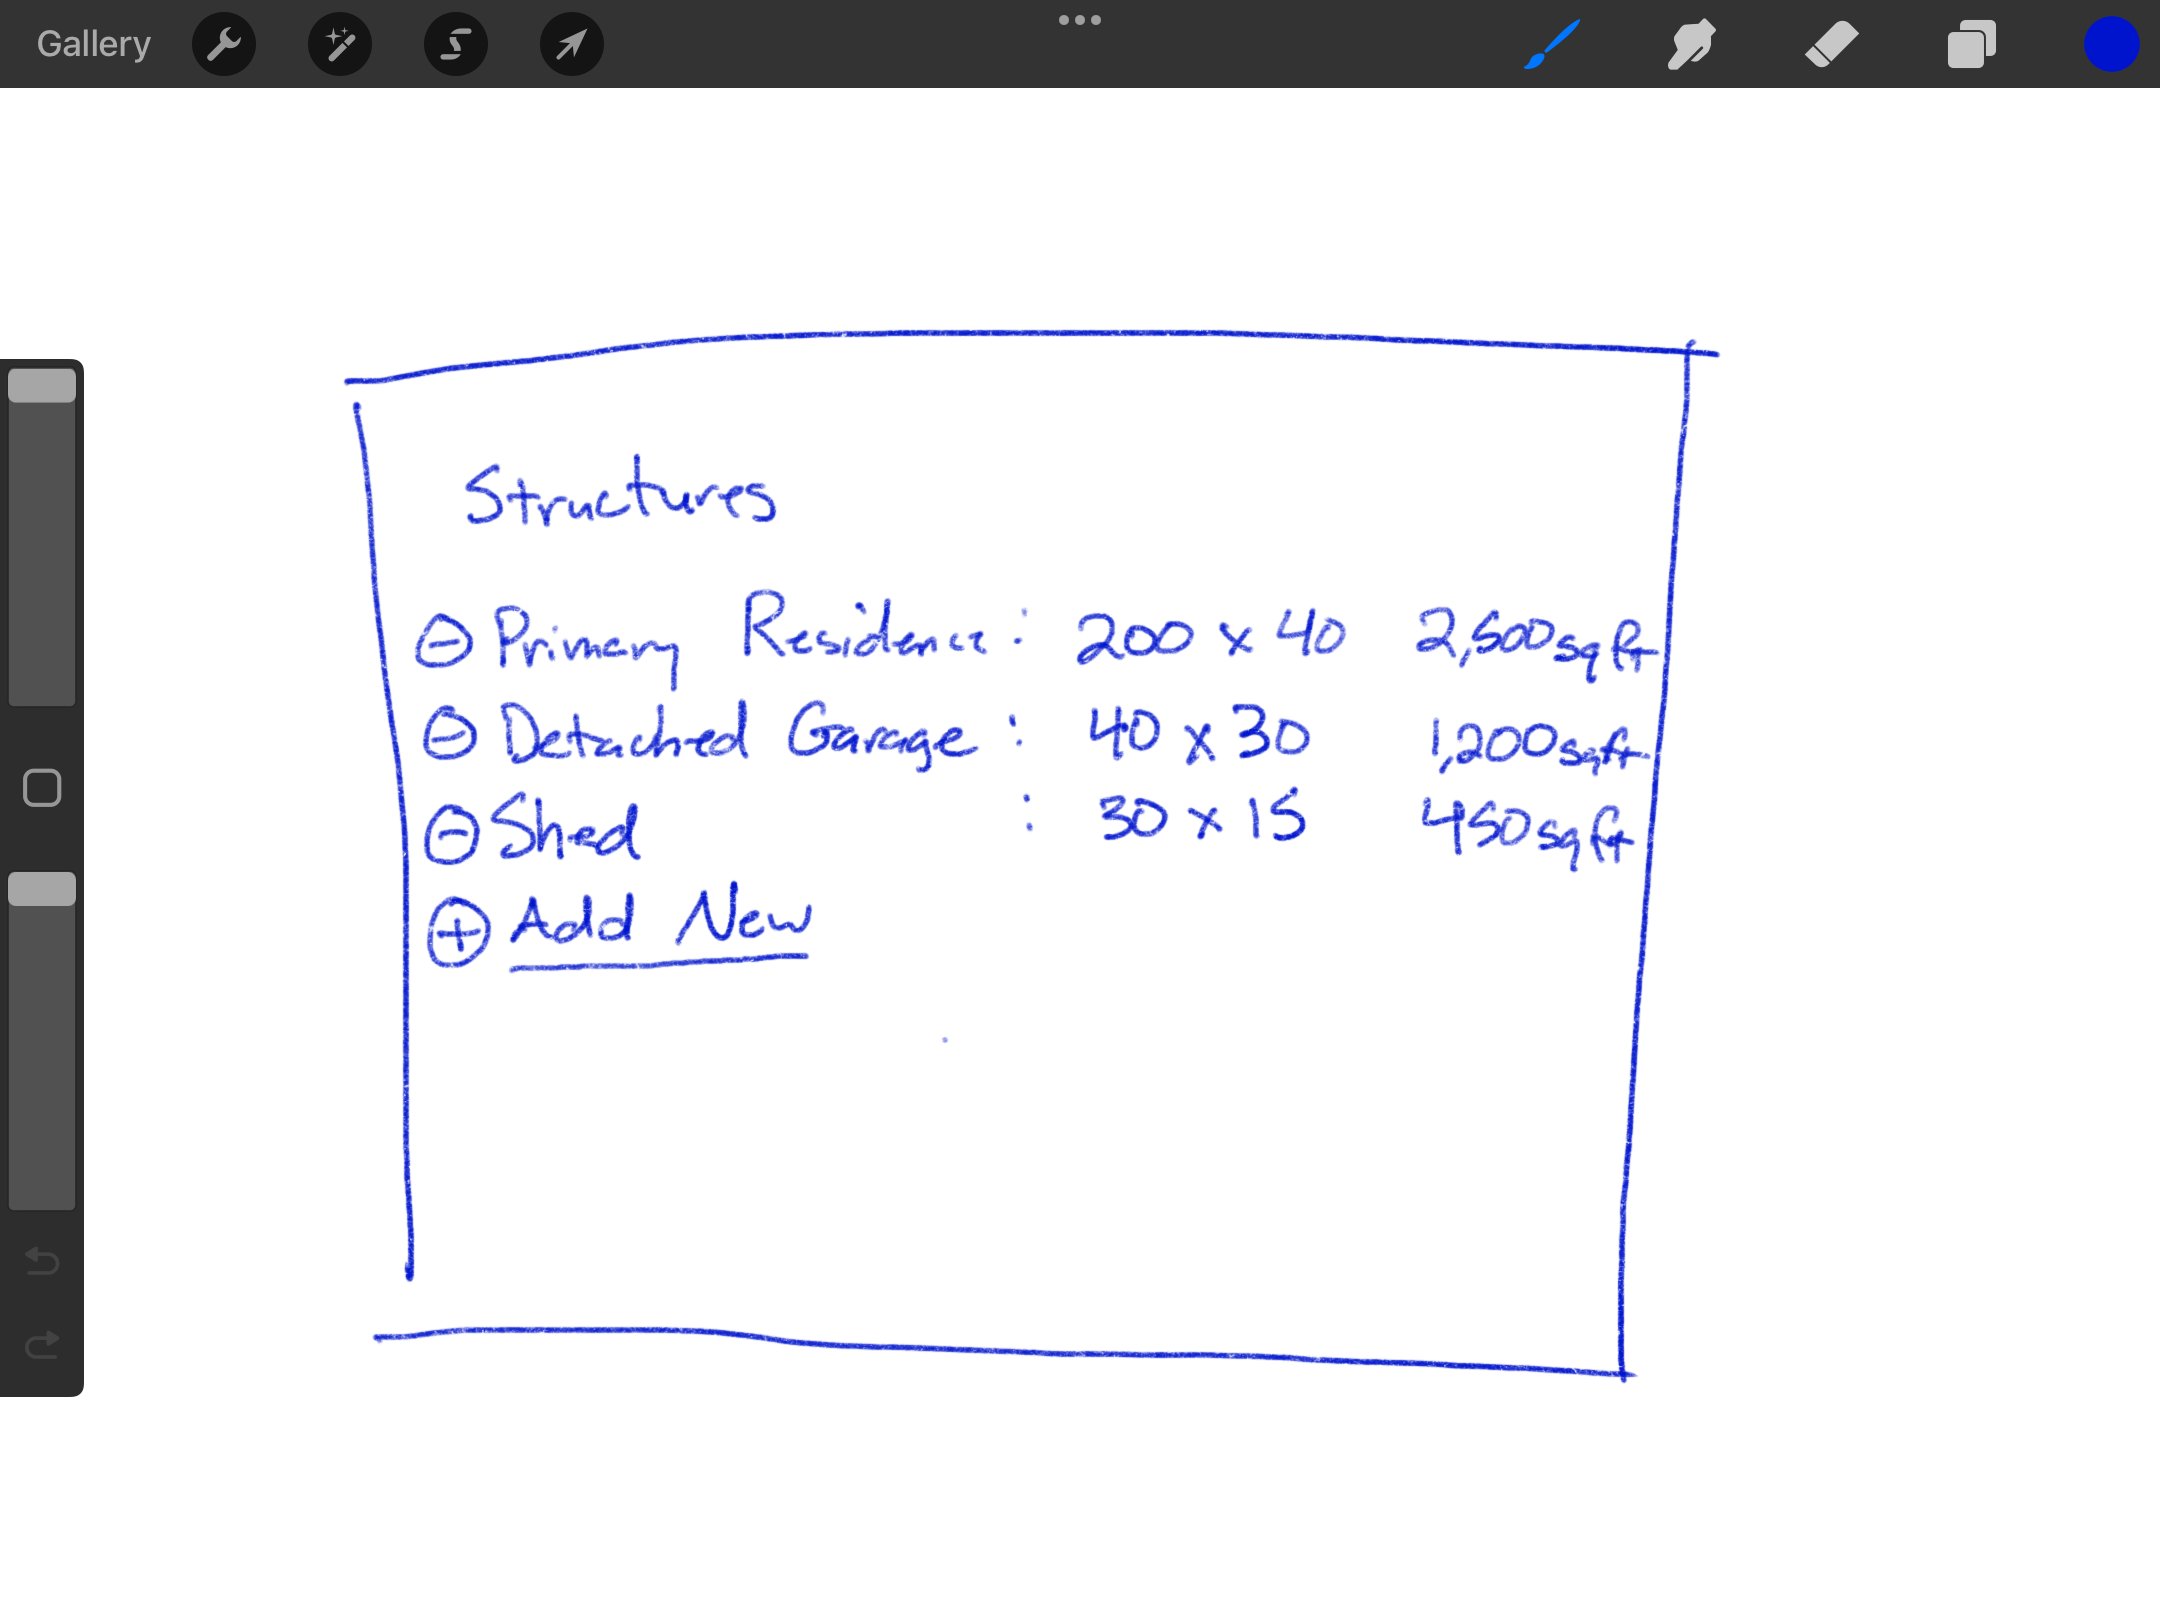 Gallery
Structures
Primary Residence : 200 x 40 2,500 sq ft
Detached Garage : 40 x 30 1,200 sq ft
Shed : 30 x 15 450 sq ft
Add New